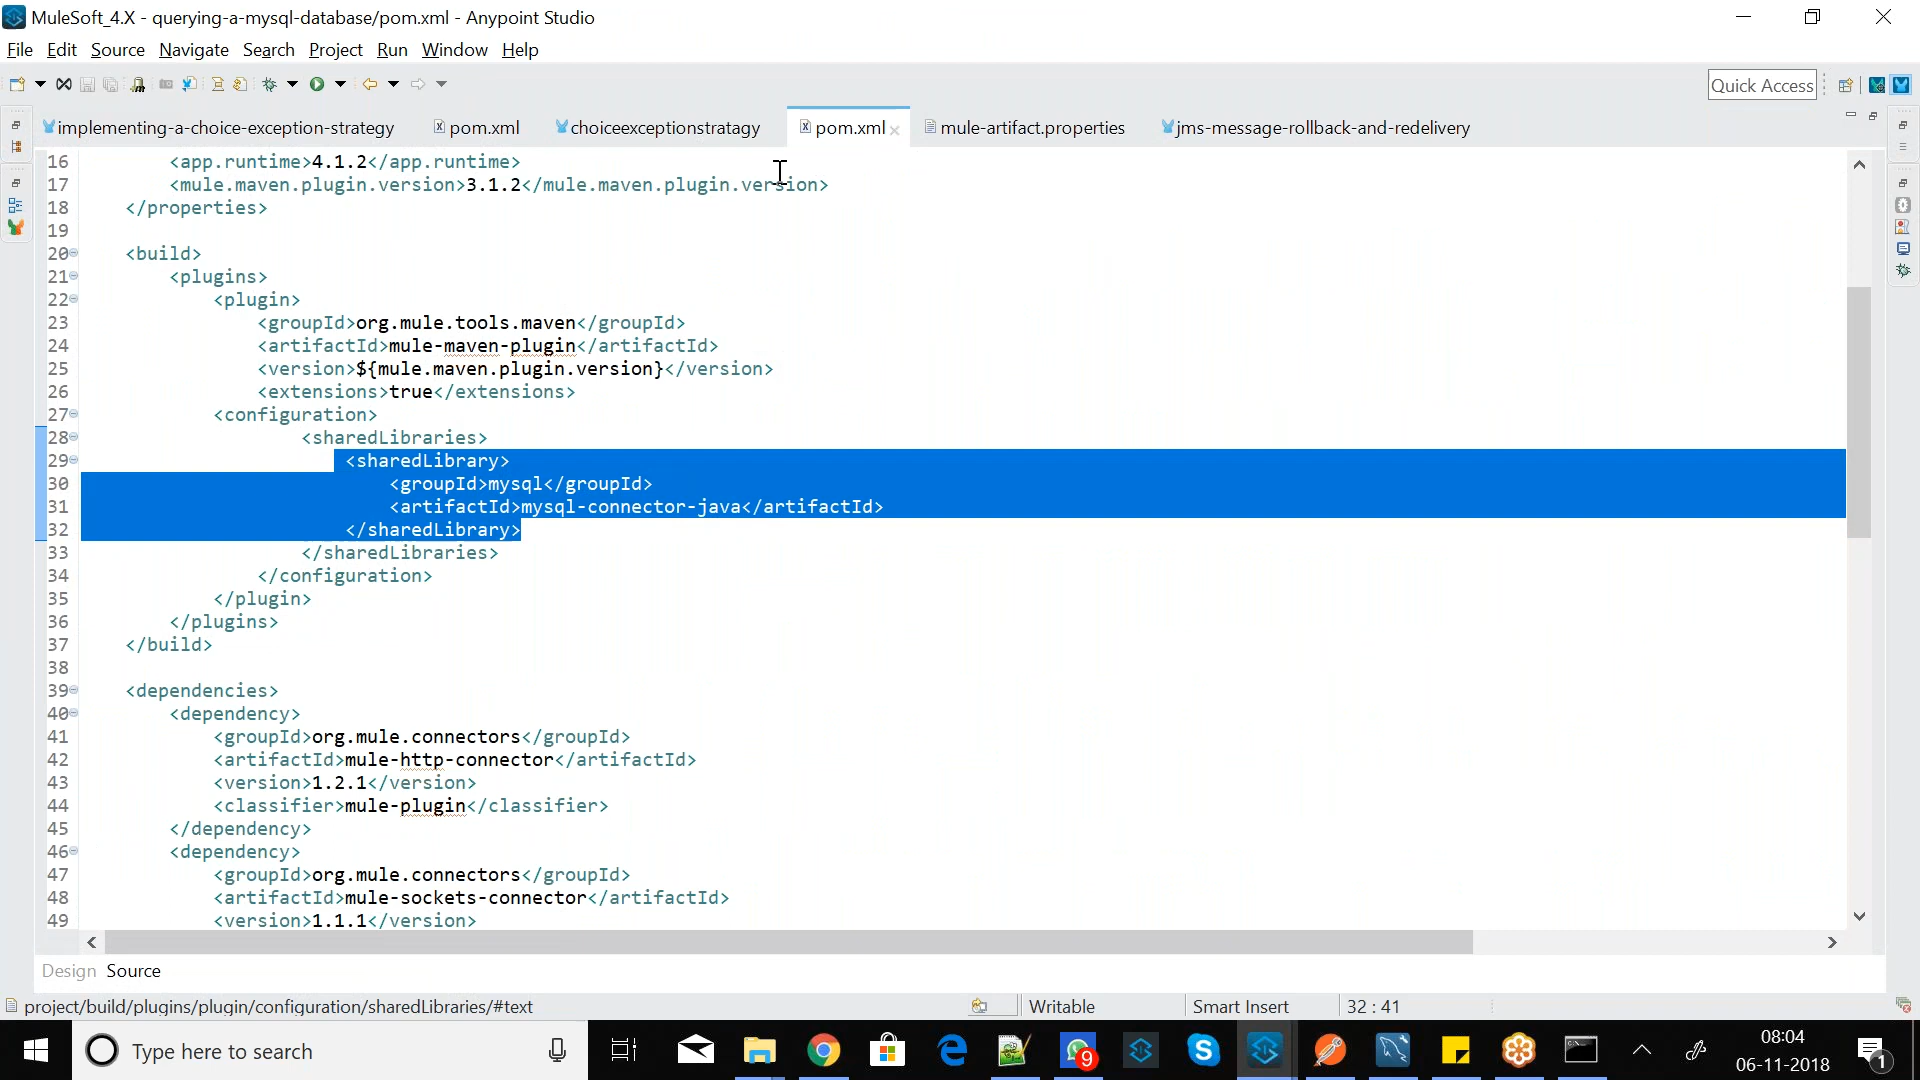 MuleSoft_4.X - querying-a-mysql-database/pom.xml - Anypoint Studio
File Edit Source Navigate Search Project Run Window Help
Quick Access
implementing-a-choice-exception-strategy pom.xml choiceexceptionstratagy pom.xml mule-artifact.properties jms-message-rollback-and-redelivery
16 <app.runtime>4.1.2</app.runtime>
17 <mule.maven.plugin.version>3.1.2</mule.maven.plugin.version>
18 </properties>
19
20 <build>
21 <plugins>
22 <plugin>
23 <groupId>org.mule.tools.maven</groupId>
24 <artifactId>mule-maven-plugin</artifactId>
25 <version>${mule.maven.plugin.version}</version>
26 <extensions>true</extensions>
27 <configuration>
28 <sharedLibraries>
29 <sharedLibrary>
30 <groupId>mysql</groupId>
31 <artifactId>mysql-connector-java</artifactId>
32 </sharedLibrary>
33 </sharedLibraries>
34 </configuration>
35 </plugin>
36 </plugins>
37 </build>
38
39 <dependencies>
40 <dependency>
41 <groupId>org.mule.connectors</groupId>
42 <artifactId>mule-http-connector</artifactId>
43 <version>1.2.1</version>
44 <classifier>mule-plugin</classifier>
45 </dependency>
46 <dependency>
47 <groupId>org.mule.connectors</groupId>
48 <artifactId>mule-sockets-connector</artifactId>
49 <version>1.1.1</version>
Design Source
project/build/plugins/plugin/configuration/sharedLibraries/#text Writable Smart Insert 32 : 41
Type here to search 9 08:04 1
06-11-2018